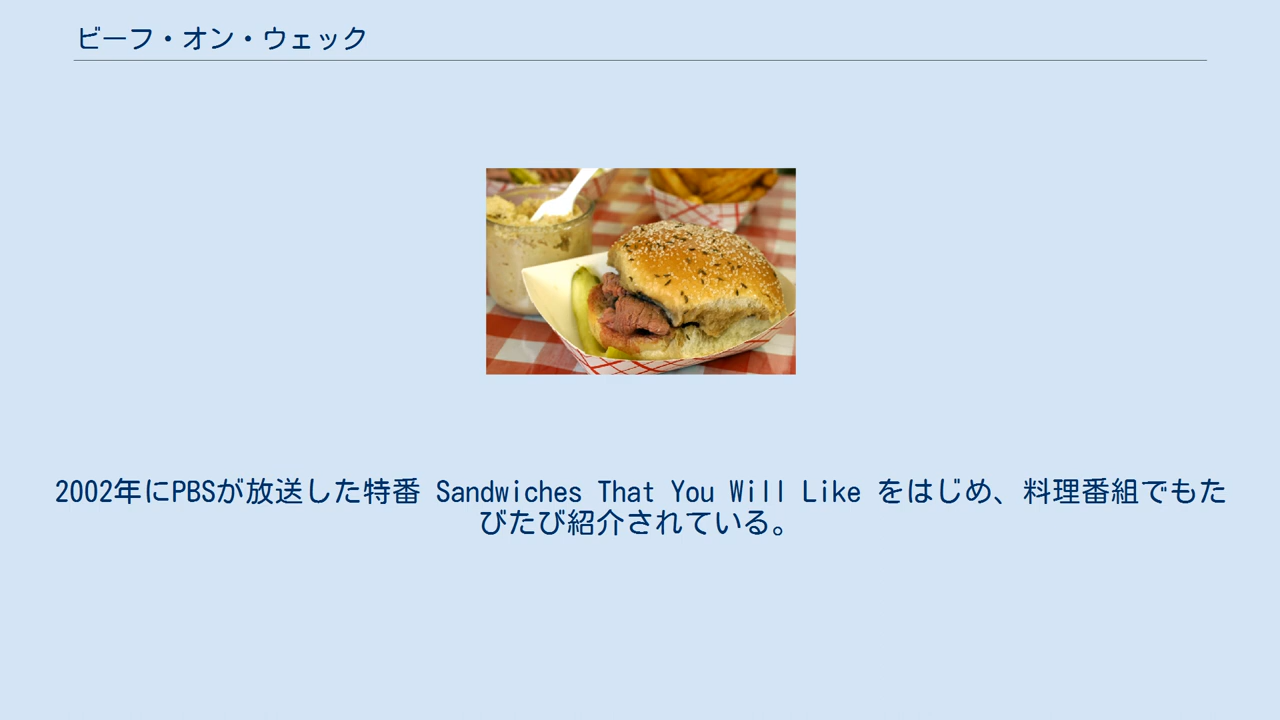 ビーフ・オン・ウェック
2002年にPBSが放送した特番 Sandwiches That You Will Like をはじめ、料理番組でもた
びたび紹介されている。